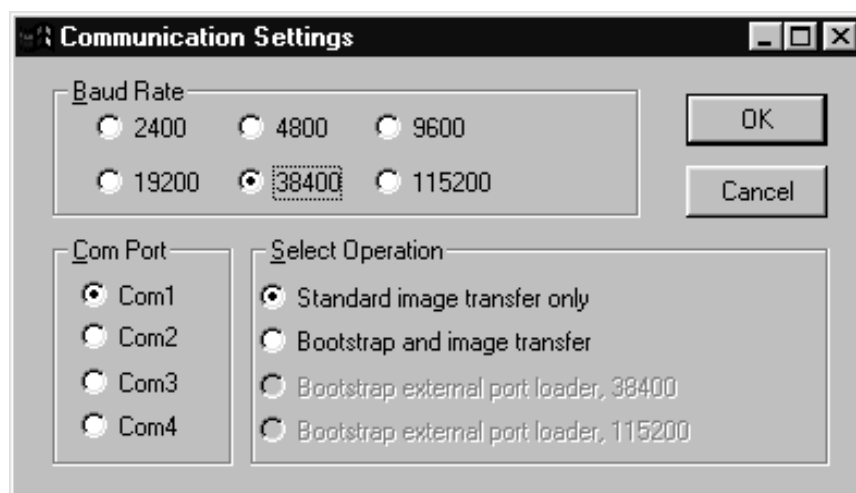 Communication Settings
Baud Rate
2400 4800 9600
19200 38400 115200
OK
Cancel
Com Port
Com1
Com2
Com3
Com4
Select Operation
Standard image transfer only
Bootstrap and image transfer
Bootstrap external port loader, 38400
Bootstrap external port loader, 115200